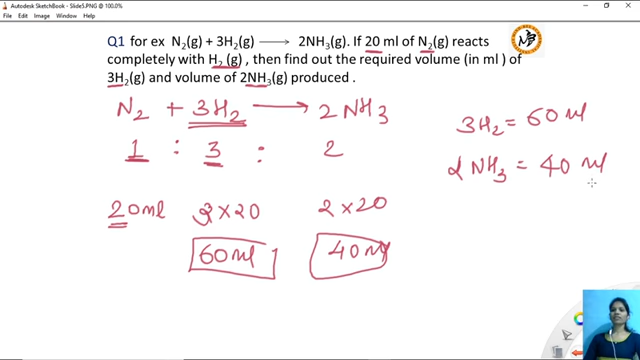 Autodesk SketchBook - Slide5.PNG @ 100.0%
File Edit Image Window Help My Account
Q1 for ex N₂(g) + 3H₂(g) ⟶ 2NH₃(g). If 20 ml of N₂(g) reacts
completely with H₂ (g) , then find out the required volume (in ml ) of
3H₂(g) and volume of 2NH₃(g) produced .
N₂ + 3H₂ ⟶ 2 NH₃
1 : 3 : 2
20ml 3×20 2×20
60ml 40ml
3H₂ = 60 ml
2 NH₃ = 40 ml